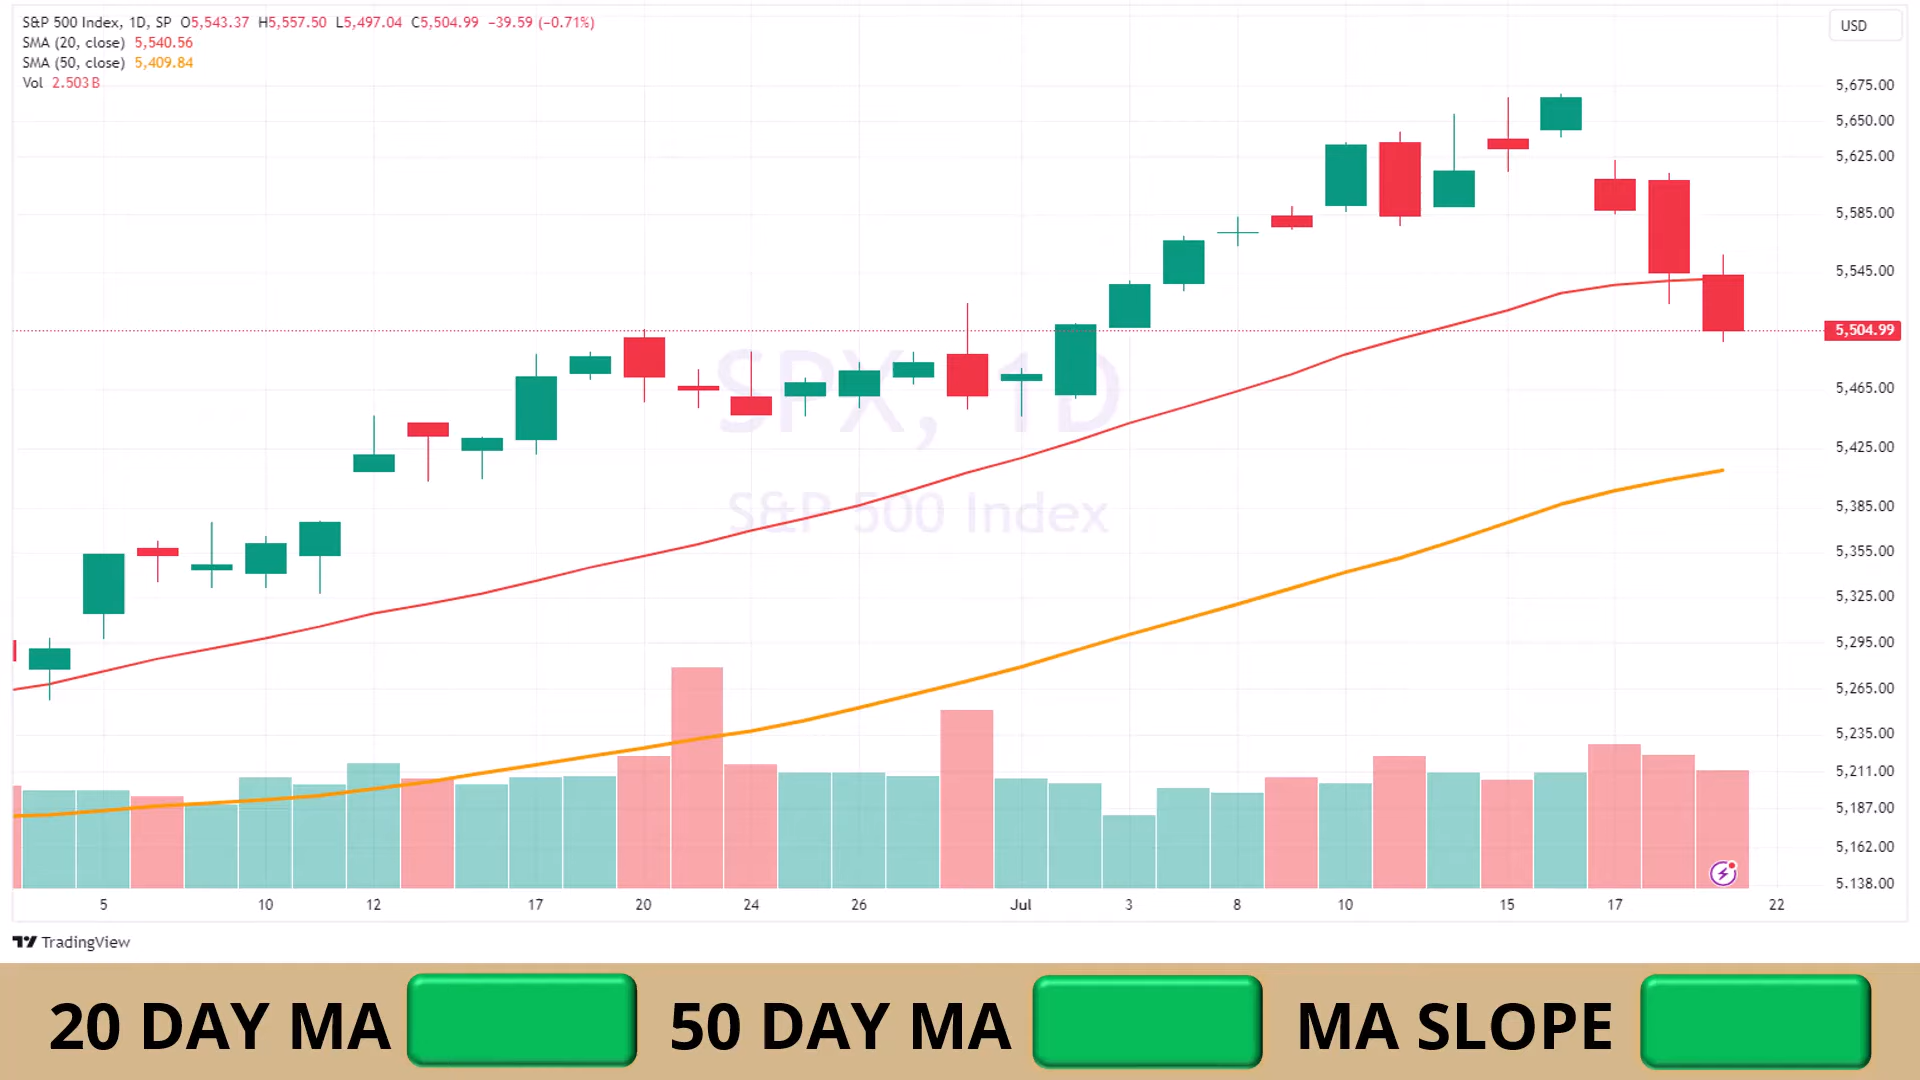 S&P 500 Index, 1D, SP O5,543.37 H5,557.50 L5,497.04 C5,504.99 −39.59 (−0.71%)
SMA (20, close) 5,540.56
SMA (50, close) 5,409.84
Vol 2.503B
USD
5,675.00
5,650.00
5,625.00
5,585.00
5,545.00
5,504.99
5,465.00
5,425.00
5,385.00
5,355.00
5,325.00
5,295.00
5,265.00
5,235.00
5,211.00
5,187.00
5,162.00
5,138.00
SPX, 1D
S&P 500 Index
5 10 12 17 20 24 26 Jul 3 8 10 15 17 22
TradingView
20 DAY MA 50 DAY MA MA SLOPE